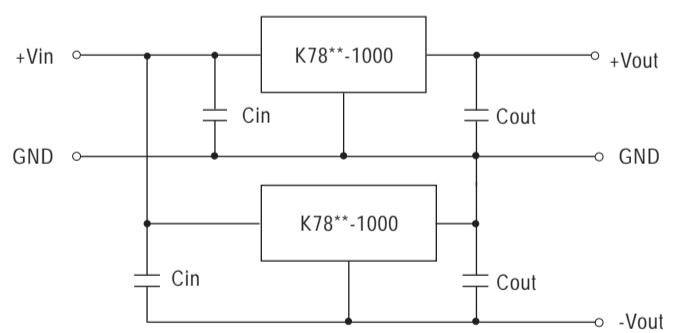 +Vin
K78**-1000
+Vout
Cin
Cout
GND
GND
K78**-1000
Cin
Cout
-Vout